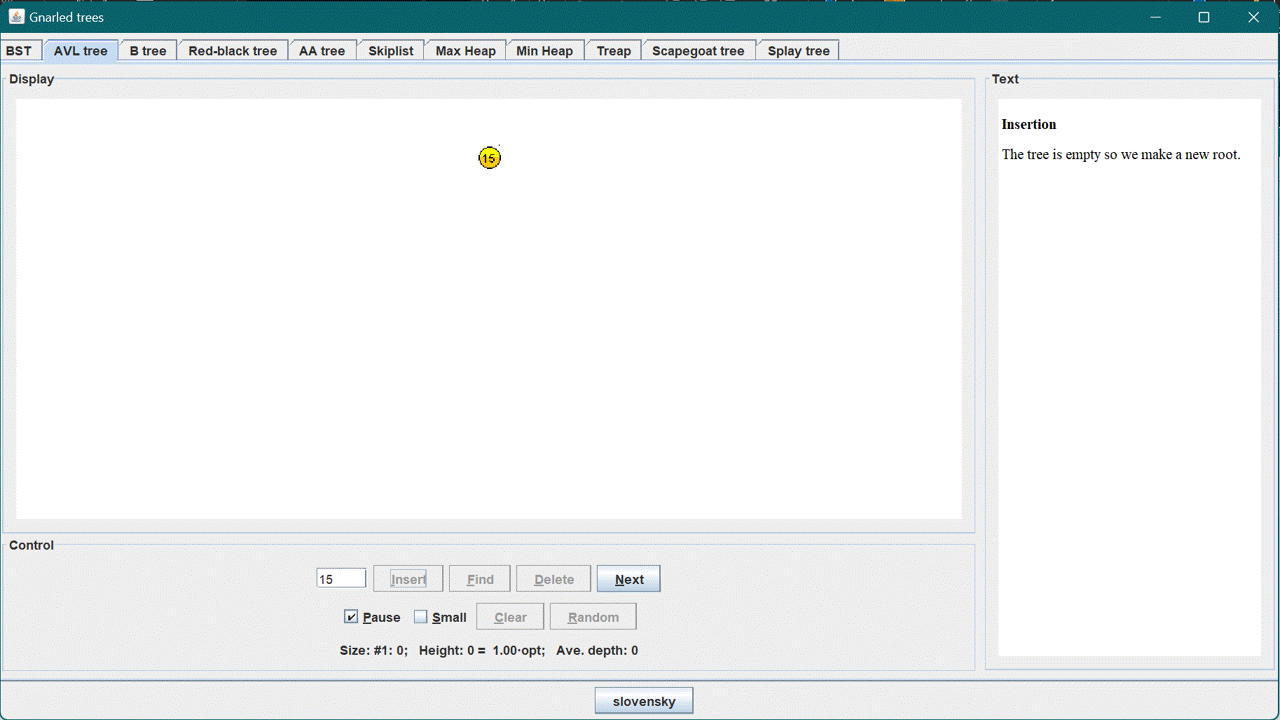 Gnarled trees
BST AVL tree B tree Red-black tree AA tree Skiplist Max Heap Min Heap Treap Scapegoat tree Splay tree
Display
Text
15
Insertion
The tree is empty so we make a new root.
Control
15 Insert Find Delete Next
Pause Small Clear Random
Size: #1: 0; Height: 0 = 1.00·opt; Ave. depth: 0
slovensky